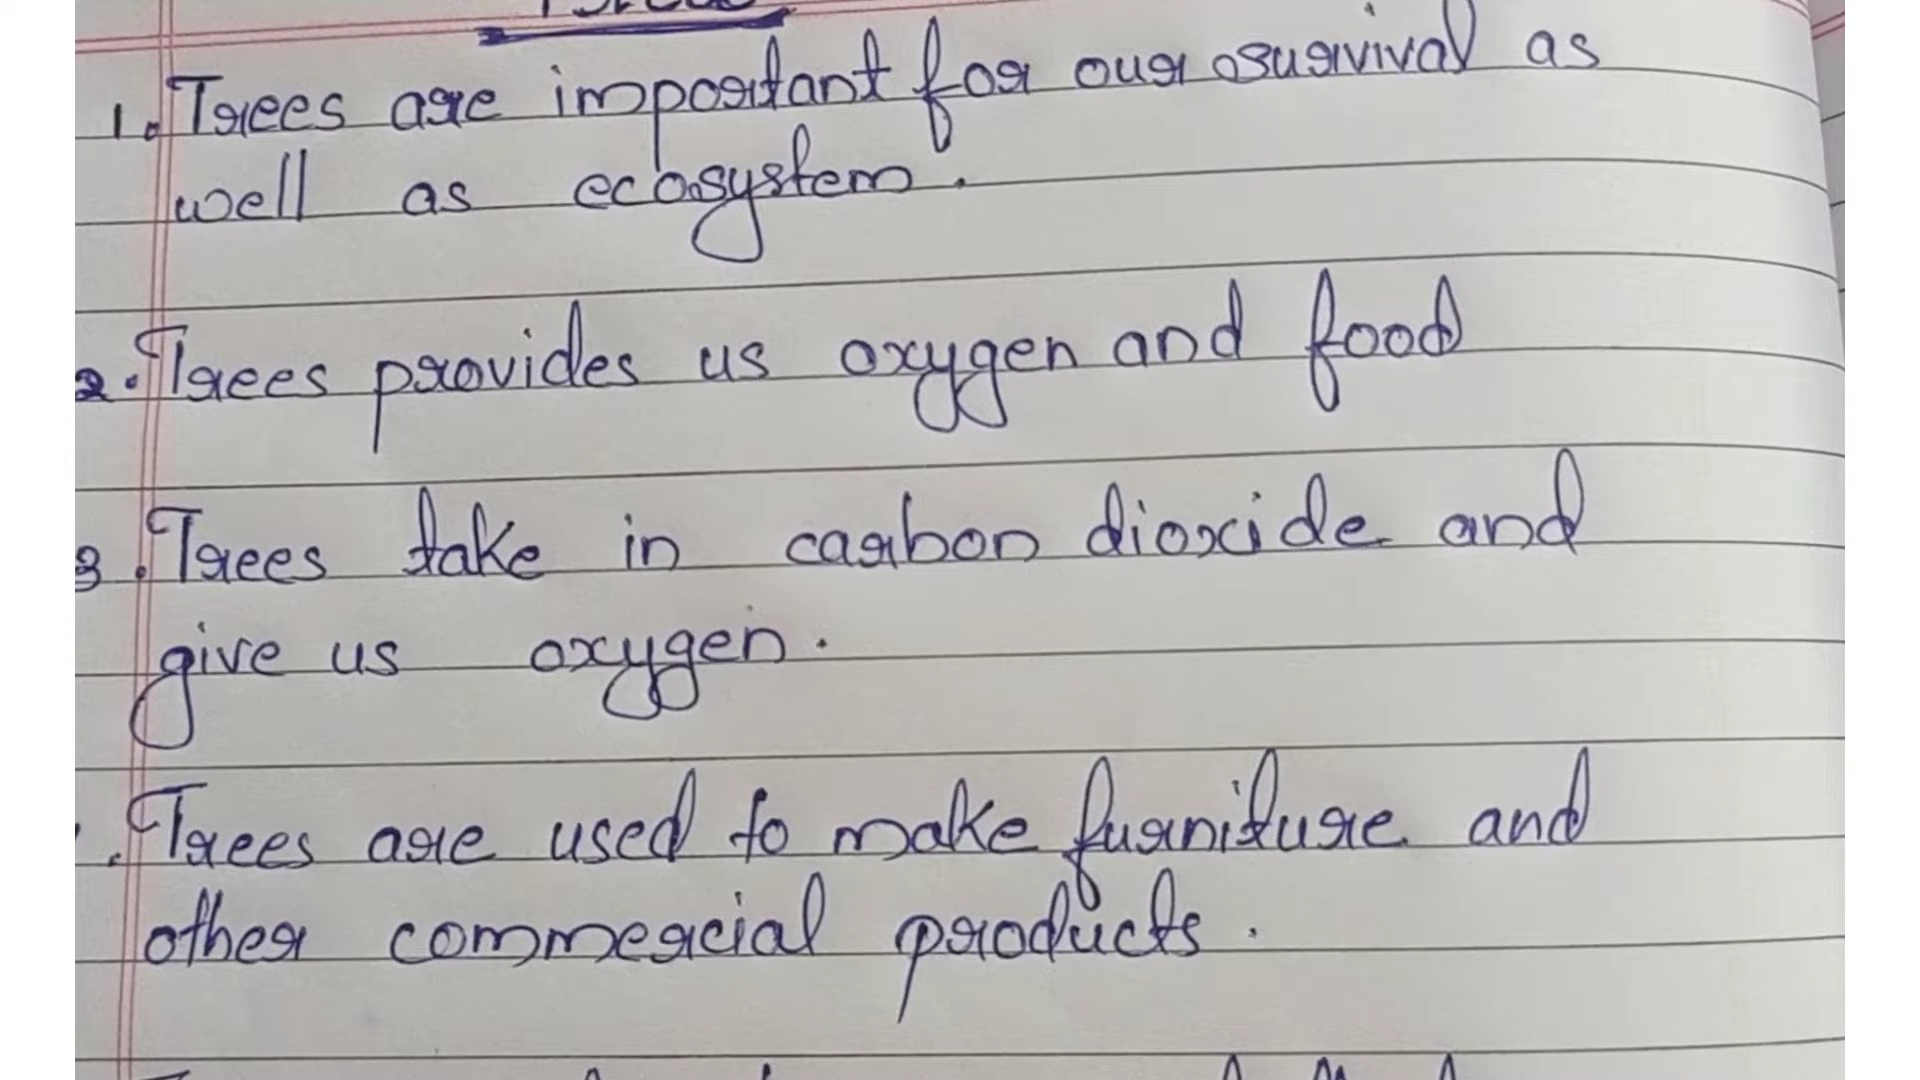 1. Trees are important for our survival as
well as ecosystem.
2. Trees provides us oxygen and food
3. Trees take in carbon dioxide and
give us oxygen.
. Trees are used to make furniture and
other commercial products.